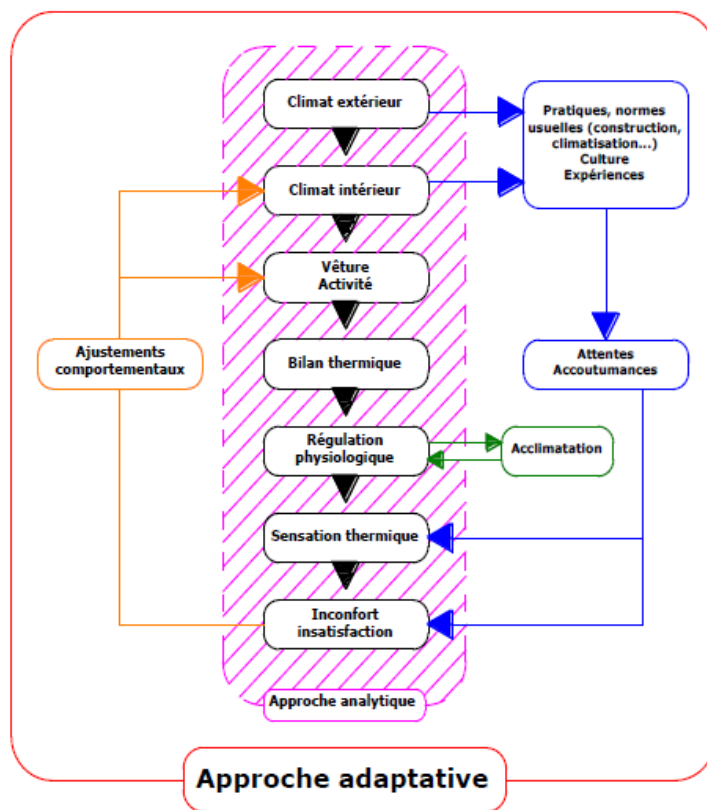 Climat extérieur
Pratiques, normes
usuelles (construction,
climatisation...)
Culture
Expériences
Climat intérieur
Vêture
Activité
Ajustements
comportementaux
Bilan thermique
Attentes
Accoutumances
Régulation
physiologique
Acclimatation
Sensation thermique
Inconfort
insatisfaction
Approche analytique
Approche adaptative